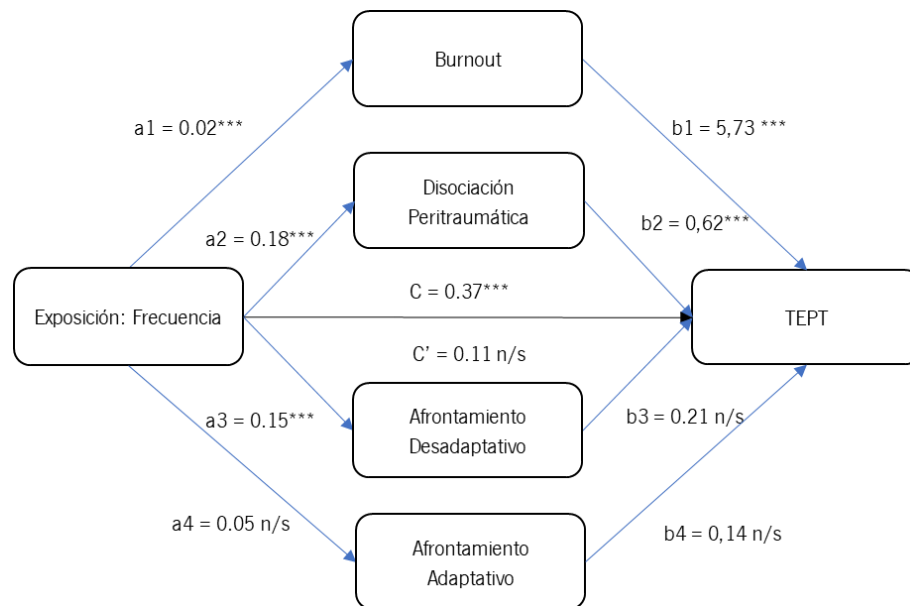 Burnout
a1 = 0.02***
b1 = 5,73 ***
Disociación
Peritraumática
a2 = 0.18***
b2 = 0,62***
C = 0.37***
Exposición: Frecuencia
TEPT
C’ = 0.11 n/s
a3 = 0.15***
Afrontamiento
Desadaptativo
b3 = 0.21 n/s
a4 = 0.05 n/s
b4 = 0,14 n/s
Afrontamiento
Adaptativo